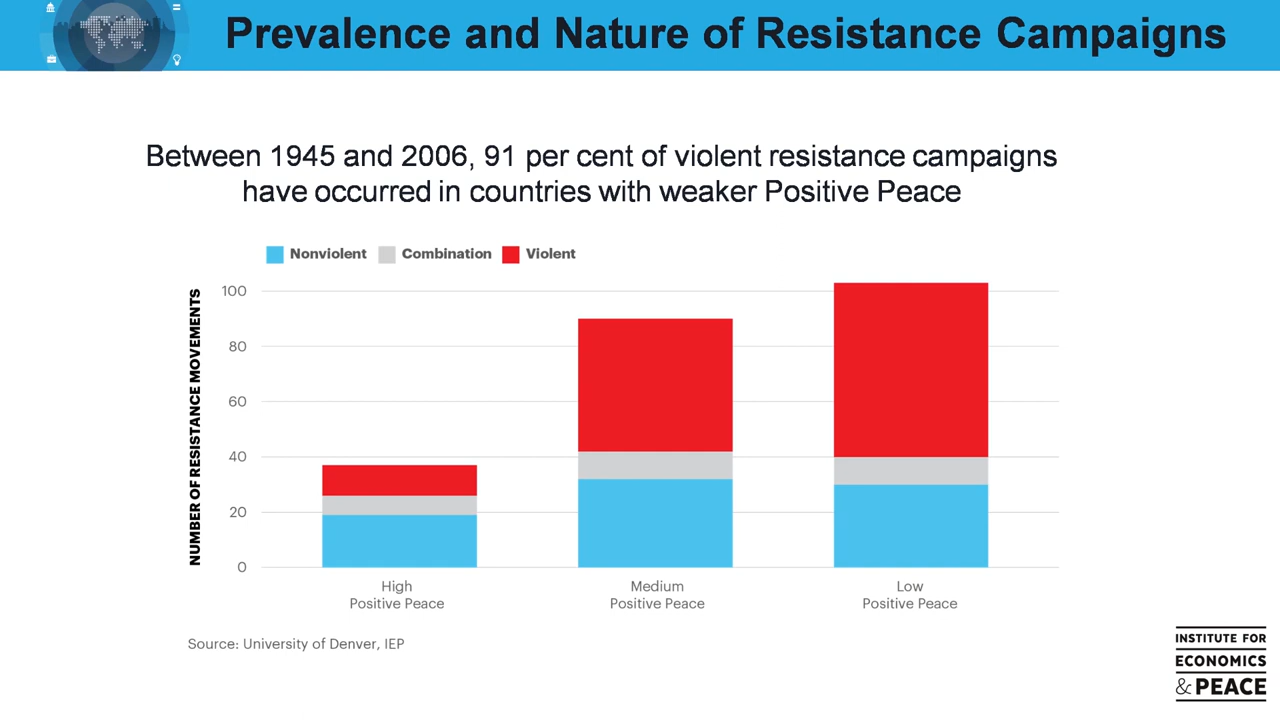 Prevalence and Nature of Resistance Campaigns
Between 1945 and 2006, 91 per cent of violent resistance campaigns
have occurred in countries with weaker Positive Peace
Nonviolent Combination Violent
NUMBER OF RESISTANCE MOVEMENTS
100
80
60
40
20
0
High
Positive Peace
Medium
Positive Peace
Low
Positive Peace
Source: University of Denver, IEP
INSTITUTE FOR
ECONOMICS
& PEACE